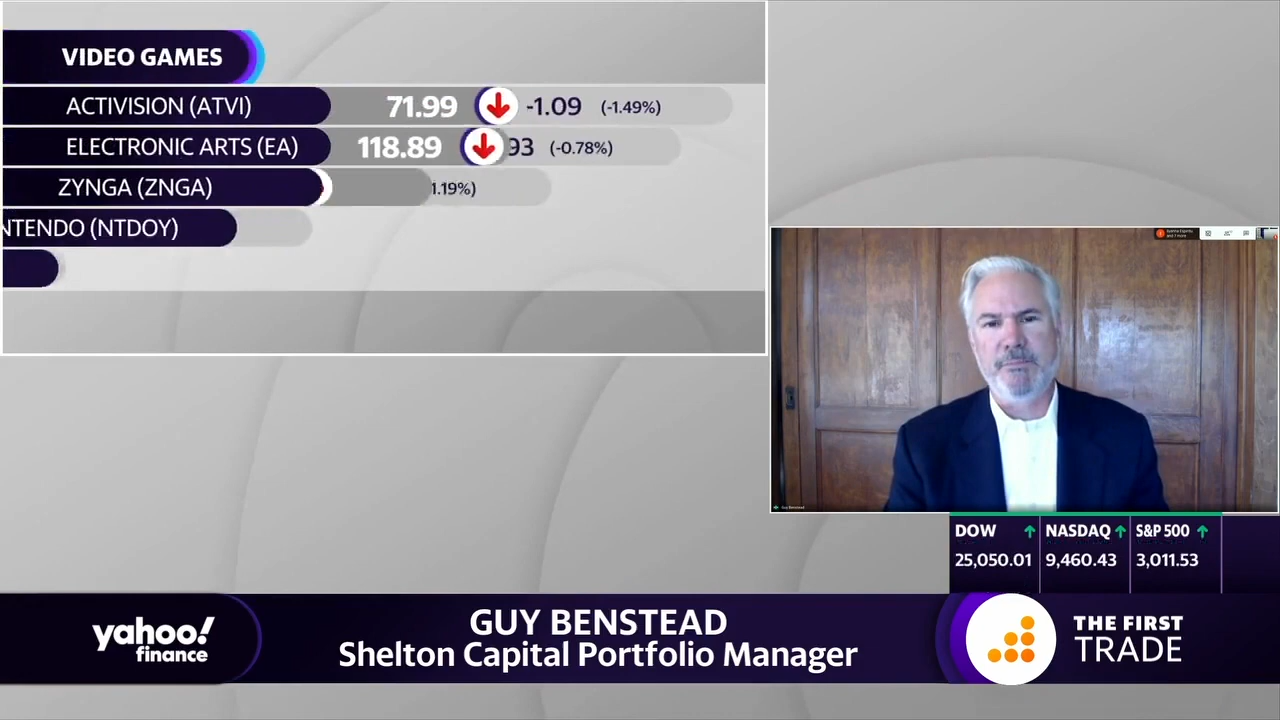 VIDEO GAMES
ACTIVISION (ATVI) 71.99 -1.09 (-1.49%)
ELECTRONIC ARTS (EA) 118.89 93 (-0.78%)
ZYNGA (ZNGA) 1.19%)
NTENDO (NTDOY)
Guy Benstead
DOW NASDAQ S&P 500
25,050.01 9,460.43 3,011.53
yahoo!
finance
GUY BENSTEAD
Shelton Capital Portfolio Manager
THE FIRST
TRADE